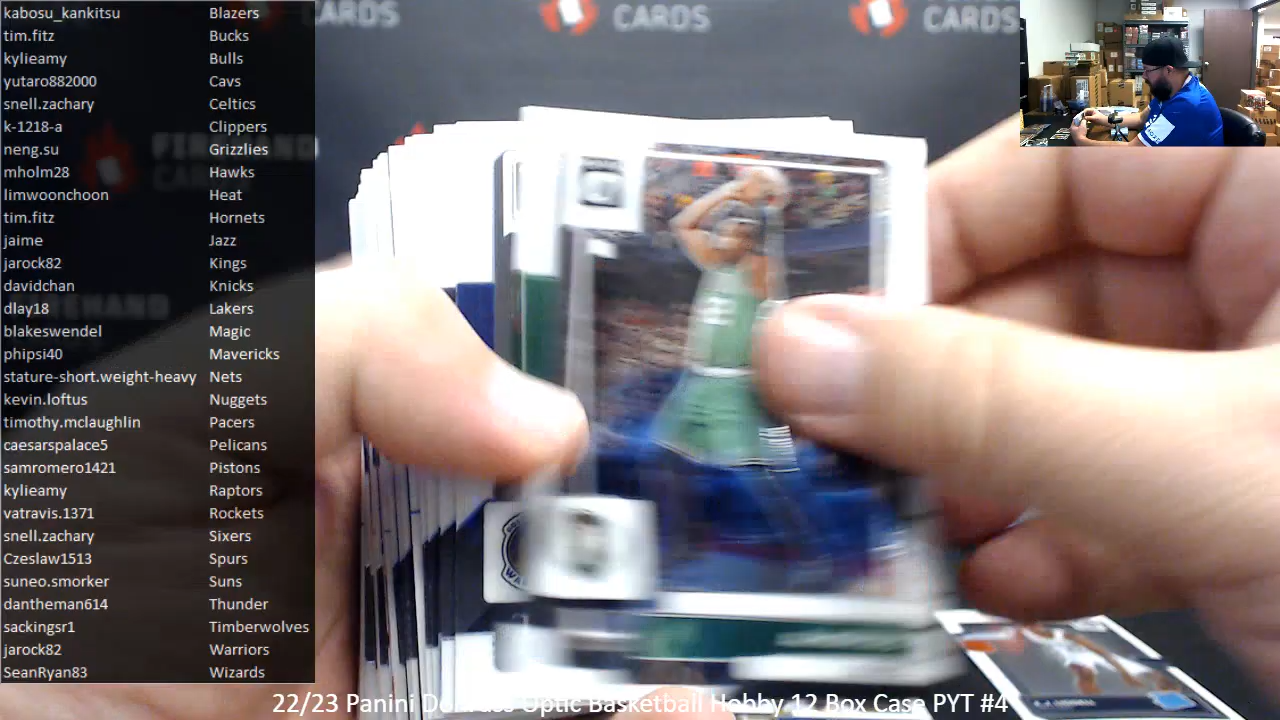 kabosu_kankitsu Blazers
tim.fitz Bucks
kylieamy Bulls
yutaro882000 Cavs
snell.zachary Celtics
k-1218-a Clippers
neng.su Grizzlies
mholm28 Hawks
limwoonchoon Heat
tim.fitz Hornets
jaime Jazz
jarock82 Kings
davidchan Knicks
dlay18 Lakers
blakeswendel Magic
phipsi40 Mavericks
stature-short.weight-heavy Nets
kevin.loftus Nuggets
timothy.mclaughlin Pacers
caesarspalace5 Pelicans
samromero1421 Pistons
kylieamy Raptors
vatravis.1371 Rockets
snell.zachary Sixers
Czeslaw1513 Spurs
suneo.smorker Suns
dantheman614 Thunder
sackingsr1 Timberwolves
jarock82 Warriors
SeanRyan83 Wizards
CARDS
CARDS
CARDS
22/23 Panini Donruss Optic Basketball Hobby 12 Box Case PYT #4